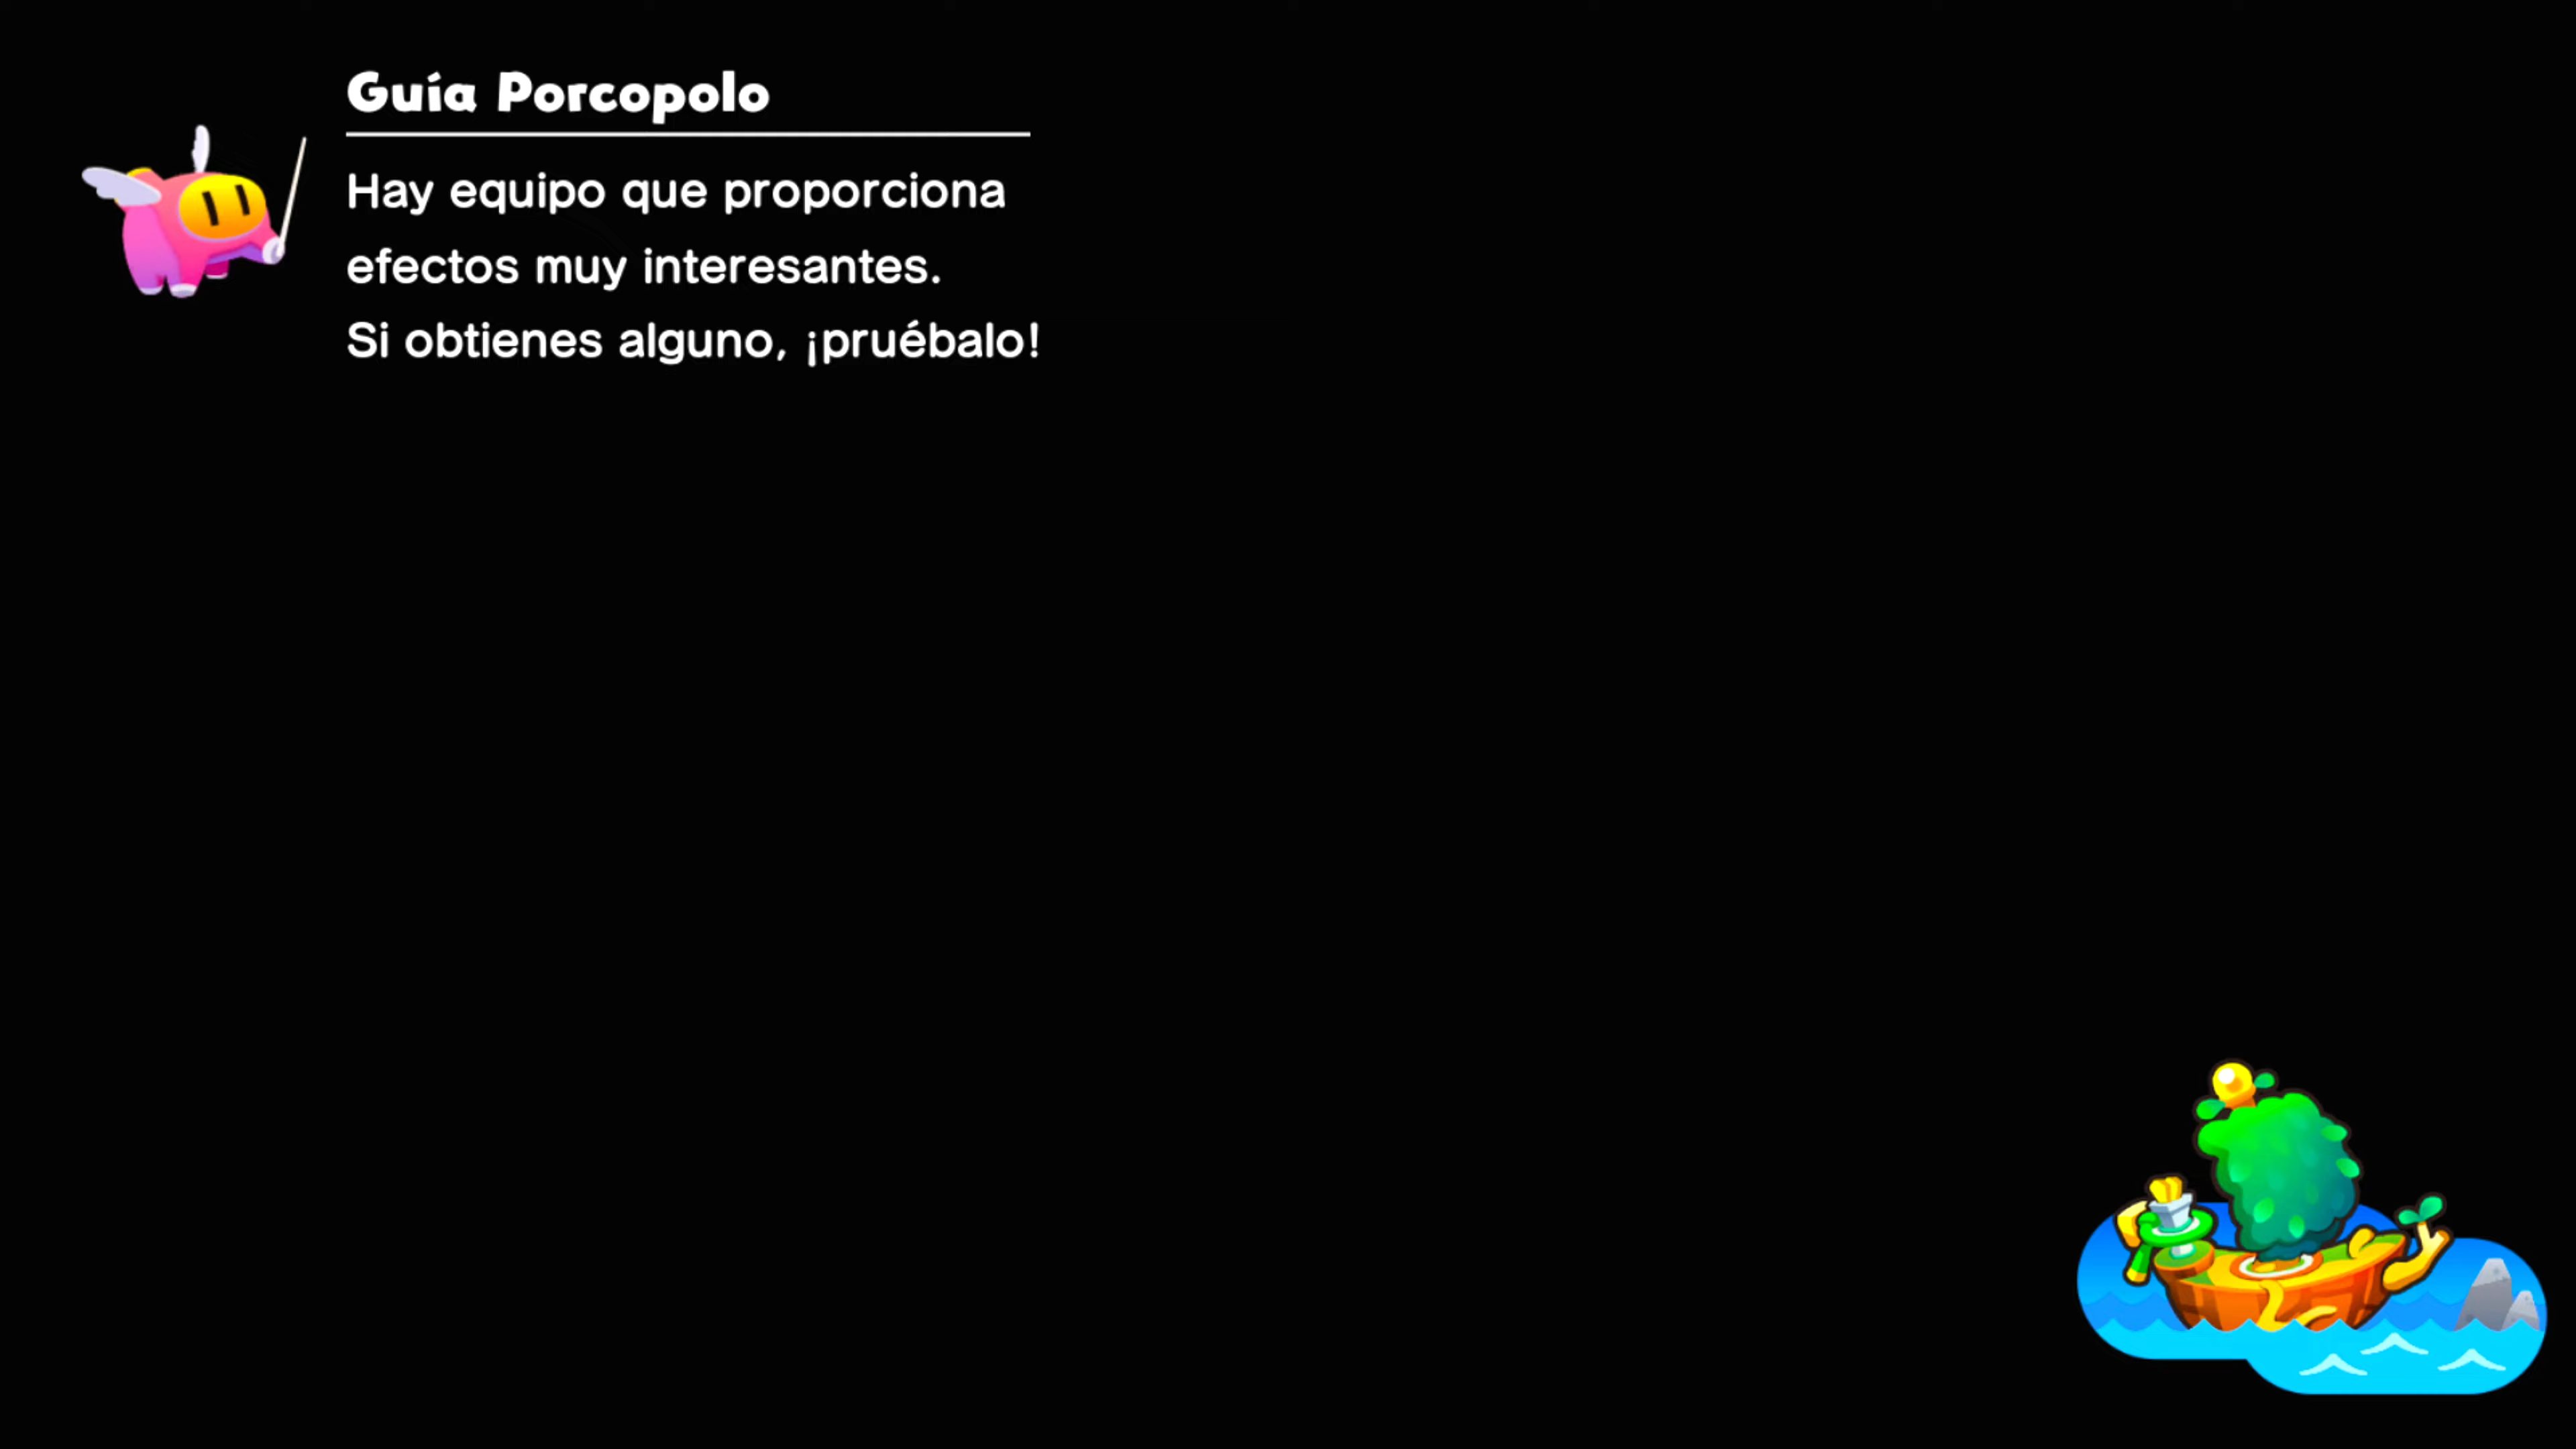 Guía Porcopolo
Hay equipo que proporciona
efectos muy interesantes.
Si obtienes alguno, ¡pruébalo!